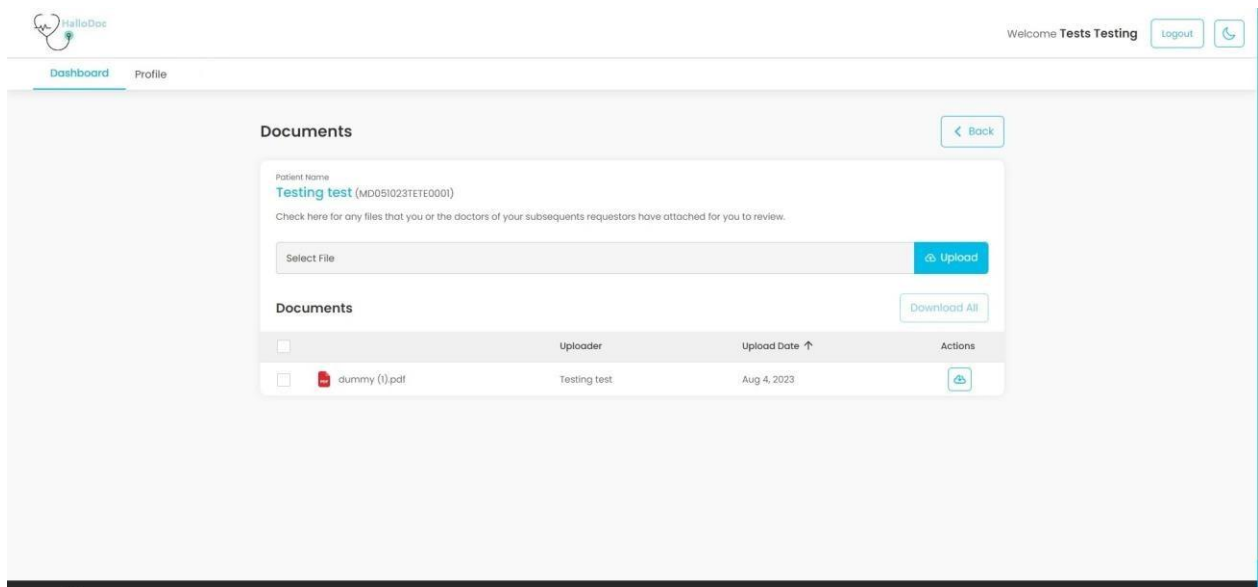 HalloDoc
Welcome Tests Testing
Logout
Dashboard
Profile
Documents
Back
Patient Name
Testing test (MD051023TETE0001)
Check here for any files that you or the doctors of your subsequents requestors have attached for you to review.
Select File
Upload
Documents
Download All
Uploader
Upload Date
Actions
PDF
dummy (1).pdf
Testing test
Aug 4, 2023